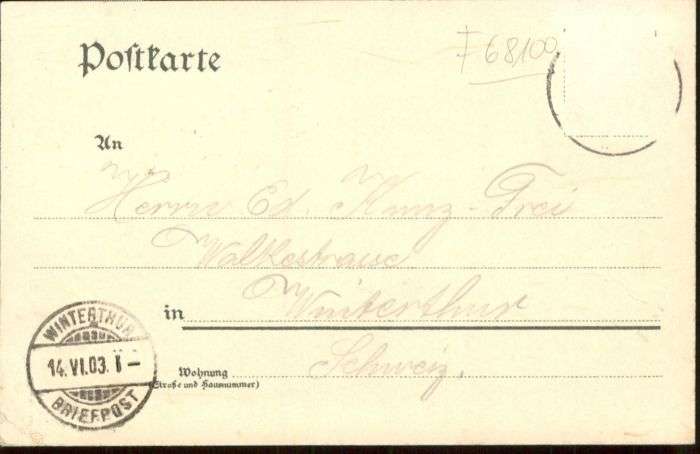 Postkarte
F 68100
An
Herrn Ed. Kunz-Frei
Walkestrasse
in Winterthur
Schweiz.
Wohnung
(Straße und Hausnummer)
WINTERTHUR
14.VI.03.
BRIEFPOST